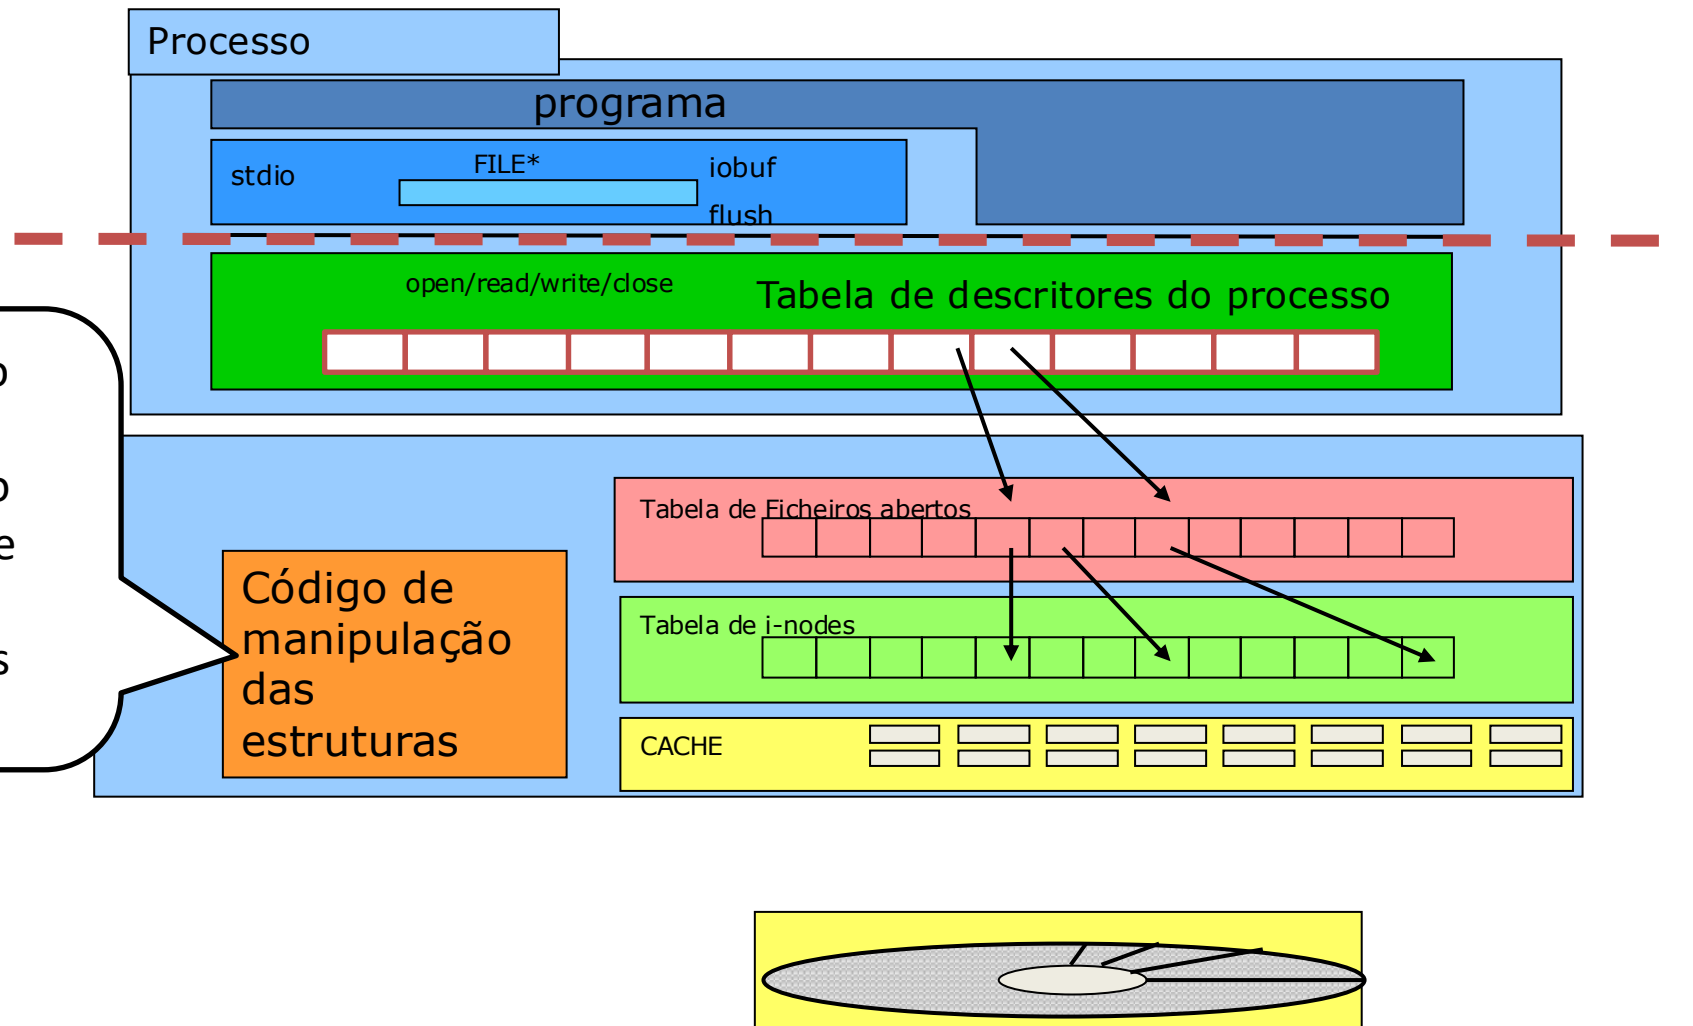 Processo
programa
stdio
FILE*
iobuf
flush
open/read/write/close
Tabela de descritores do processo
Tabela de Ficheiros abertos
Código de
manipulação
das
estruturas
Tabela de i-nodes
CACHE